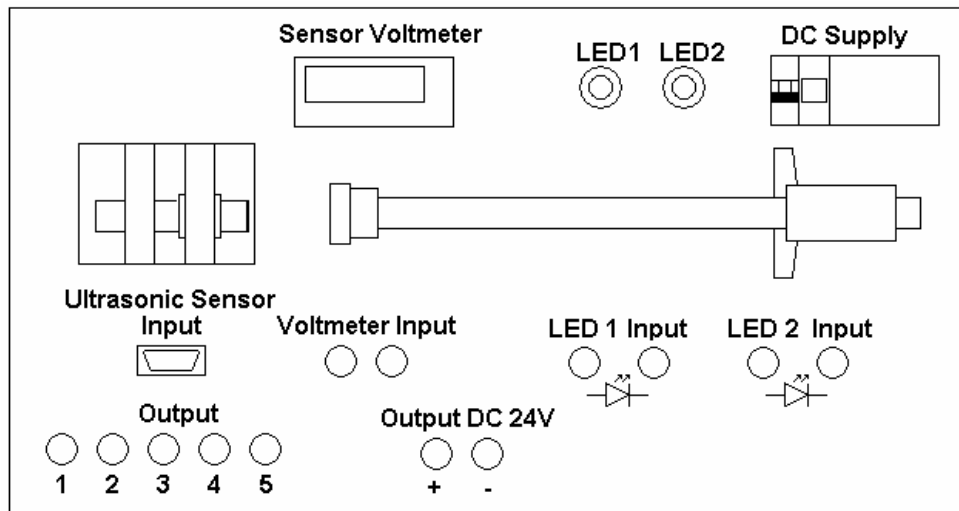 Sensor Voltmeter
LED1 LED2
DC Supply
Ultrasonic Sensor
Input
Voltmeter Input
LED 1 Input
LED 2 Input
Output
1 2 3 4 5
Output DC 24V
+ -